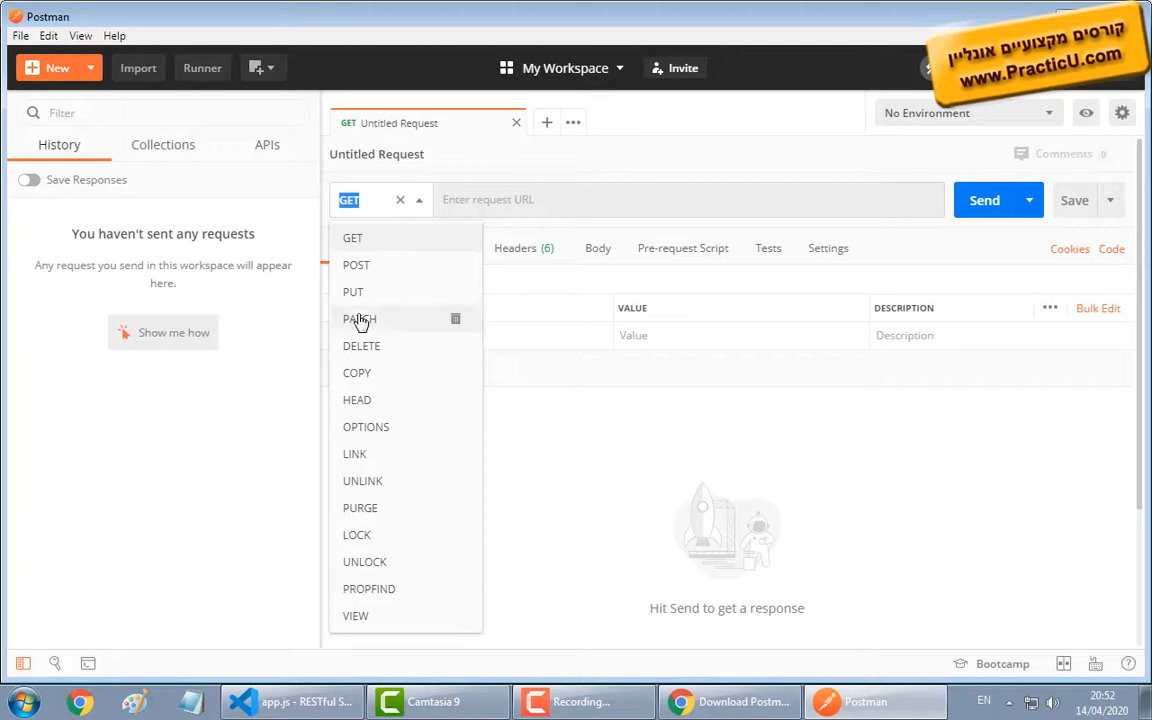 Postman
File Edit View Help
קורסים מקצועיים אונליין
www.PracticU.com
New Import Runner My Workspace Invite
Filter
GET Untitled Request
No Environment
History Collections APIs
Untitled Request
Comments 0
Save Responses
GET
Enter request URL
Send
Save
You haven't sent any requests
Any request you send in this workspace will appear
here.
Show me how
Headers (6) Body Pre-request Script Tests Settings Cookies Code
VALUE DESCRIPTION Bulk Edit
Value Description
GET
POST
PUT
PATCH
DELETE
COPY
HEAD
OPTIONS
LINK
UNLINK
PURGE
LOCK
UNLOCK
PROPFIND
VIEW
Hit Send to get a response
Bootcamp
app.js - RESTful S...
Camtasia 9
Recording...
Download Postm...
Postman
EN
20:52
14/04/2020